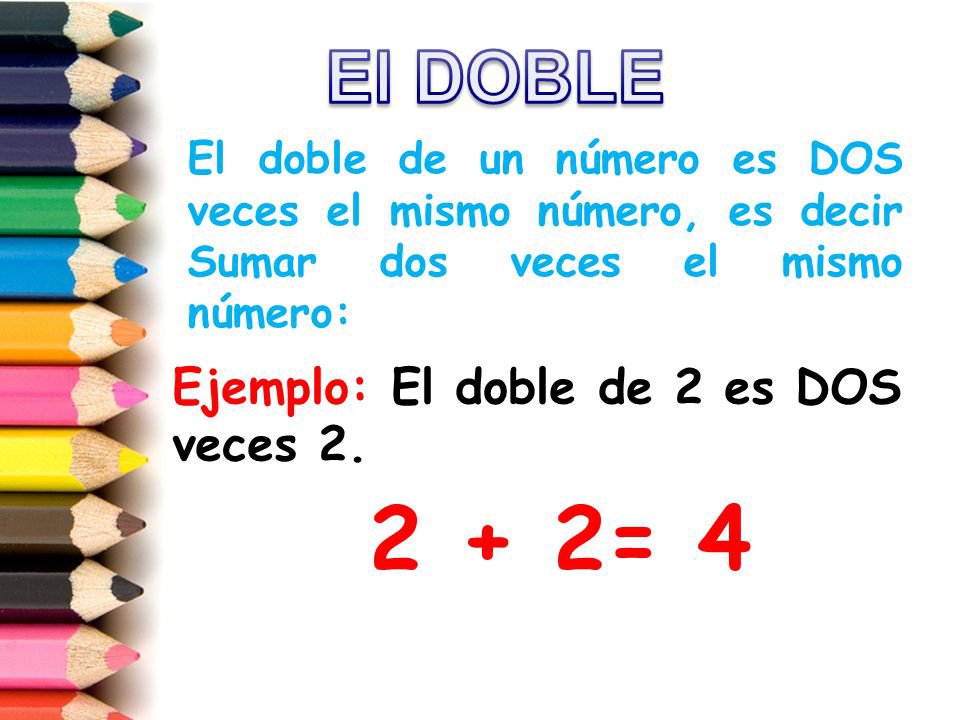 El DOBLE
El doble de un número es DOS
veces el mismo número, es decir
Sumar dos veces el mismo
número:
Ejemplo: El doble de 2 es DOS
veces 2.
2 + 2= 4